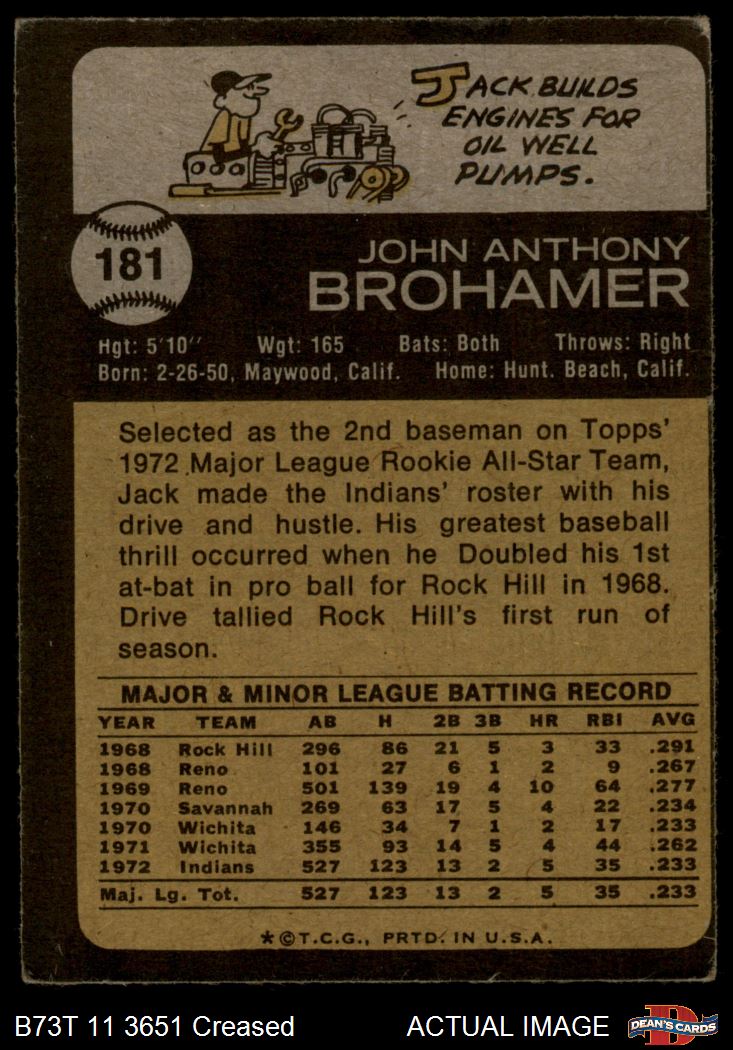 JACK BUILDS
ENGINES FOR
OIL WELL
PUMPS.
181
JOHN ANTHONY
BROHAMER
Hgt: 5'10" Wgt: 165 Bats: Both Throws: Right
Born: 2-26-50, Maywood, Calif. Home: Hunt. Beach, Calif.
Selected as the 2nd baseman on Topps'
1972 Major League Rookie All-Star Team,
Jack made the Indians' roster with his
drive and hustle. His greatest baseball
thrill occurred when he Doubled his 1st
at-bat in pro ball for Rock Hill in 1968.
Drive tallied Rock Hill's first run of
season.
MAJOR & MINOR LEAGUE BATTING RECORD
YEAR TEAM AB H 2B 3B HR RBI AVG
1968 Rock Hill 296 86 21 5 3 33 .291
1968 Reno 101 27 6 1 2 9 .267
1969 Reno 501 139 19 4 10 64 .277
1970 Savannah 269 63 17 5 4 22 .234
1970 Wichita 146 34 7 1 2 17 .233
1971 Wichita 355 93 14 5 4 44 .262
1972 Indians 527 123 13 2 5 35 .233
Maj. Lg. Tot. 527 123 13 2 5 35 .233
*©T.C.G., PRTD. IN U.S.A.
B73T 11 3651 Creased ACTUAL IMAGE D DEAN'S CARDS